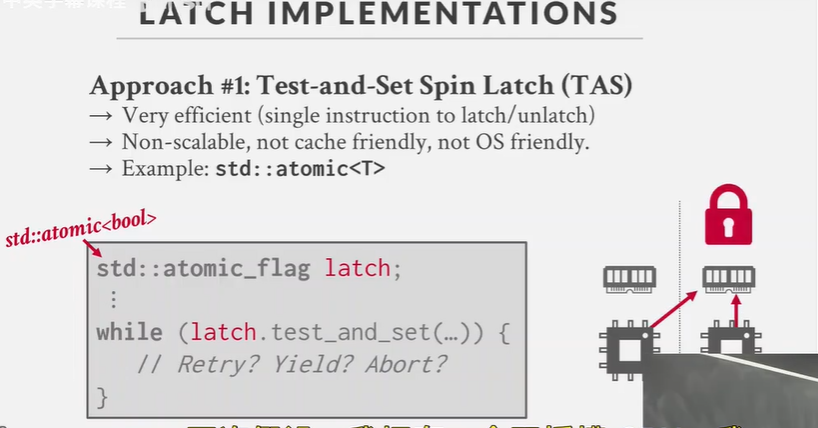 LATCH IMPLEMENTATIONS
Approach #1: Test-and-Set Spin Latch (TAS)
→ Very efficient (single instruction to latch/unlatch)
→ Non-scalable, not cache friendly, not OS friendly.
→ Example: std::atomic<T>
std::atomic<bool>
std::atomic_flag latch;
⋮
while (latch.test_and_set(…)) {
// Retry? Yield? Abort?
}